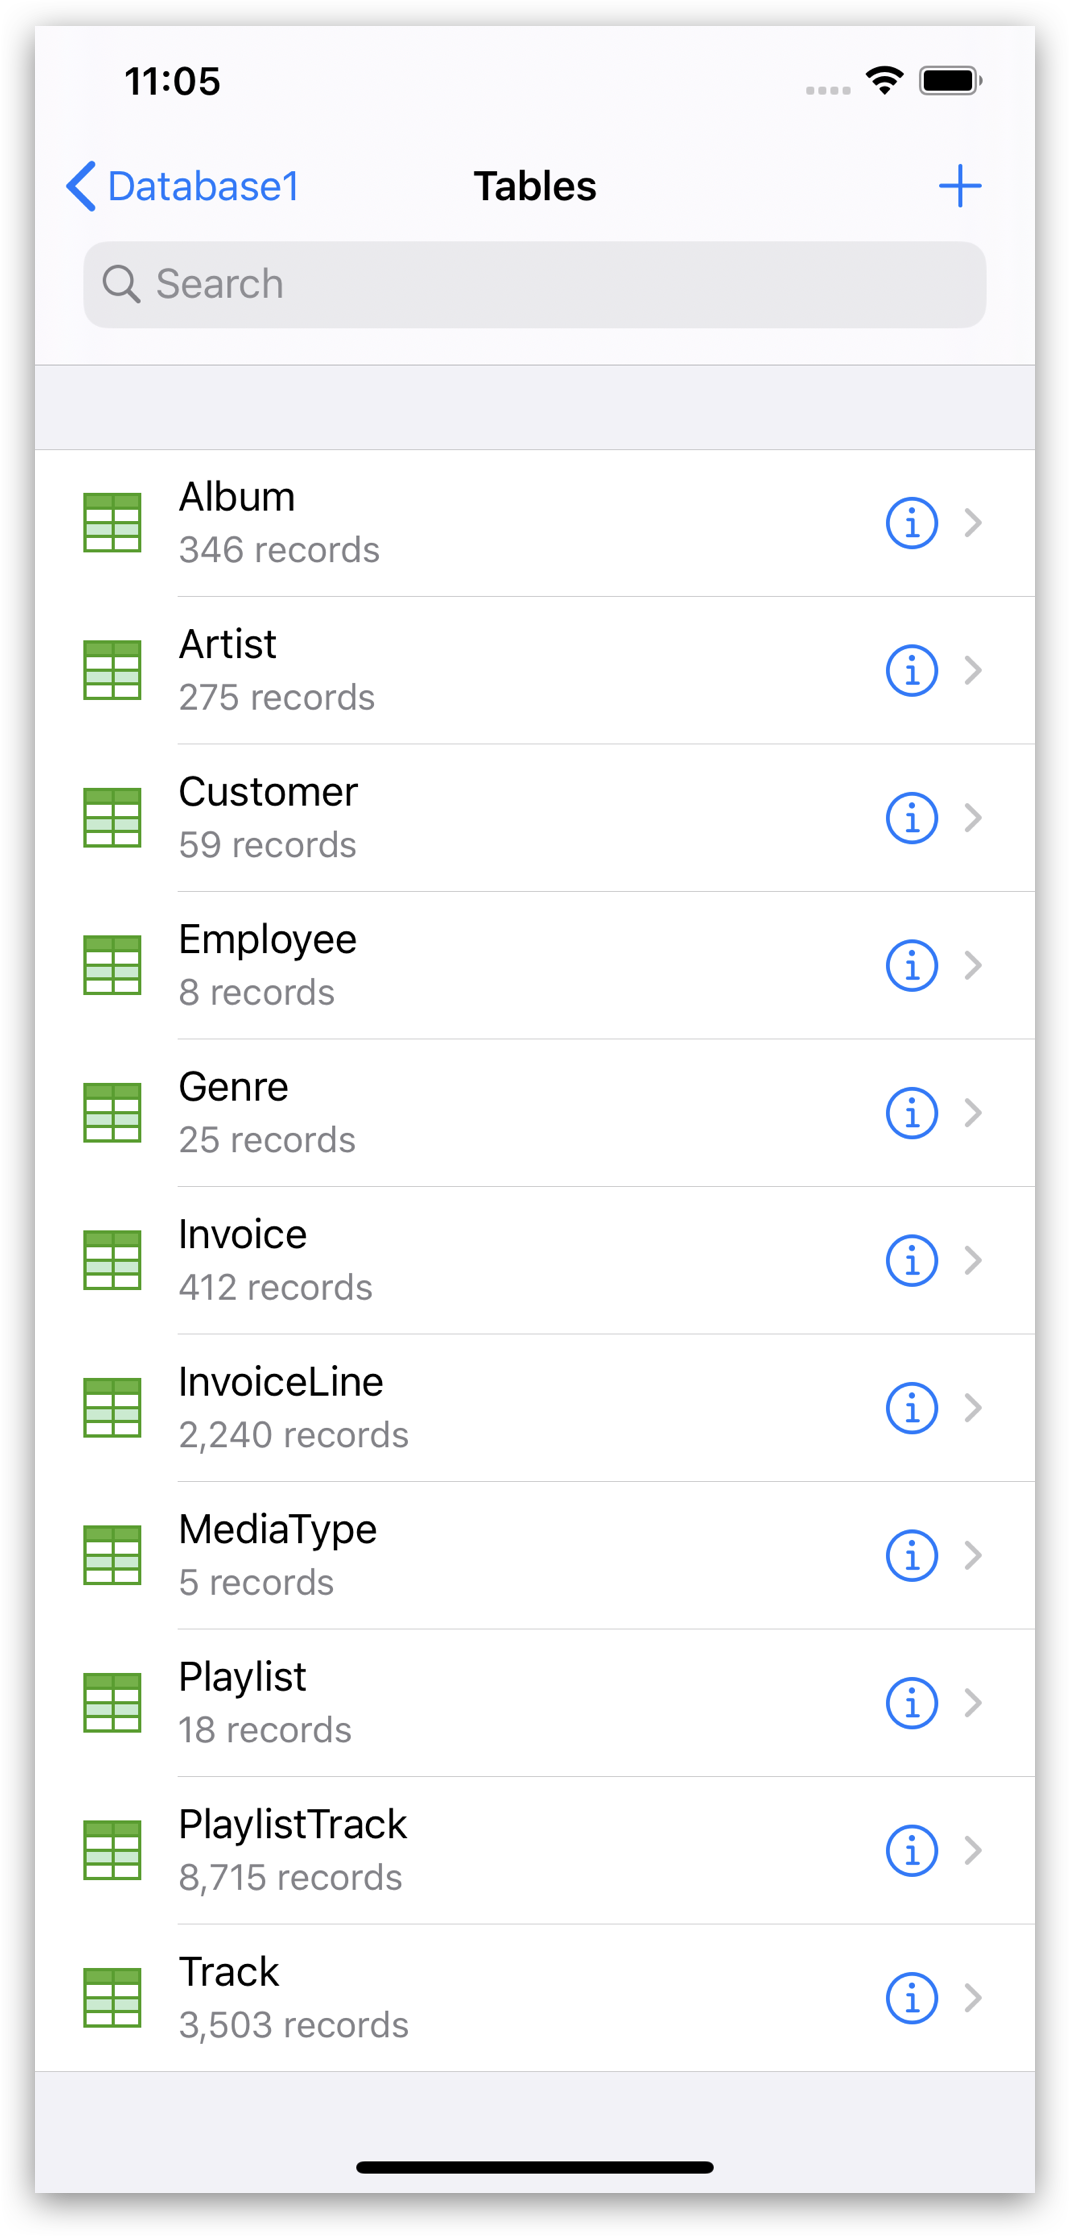 11:05
Database1
Tables
Search
Album
346 records
Artist
275 records
Customer
59 records
Employee
8 records
Genre
25 records
Invoice
412 records
InvoiceLine
2,240 records
MediaType
5 records
Playlist
18 records
PlaylistTrack
8,715 records
Track
3,503 records